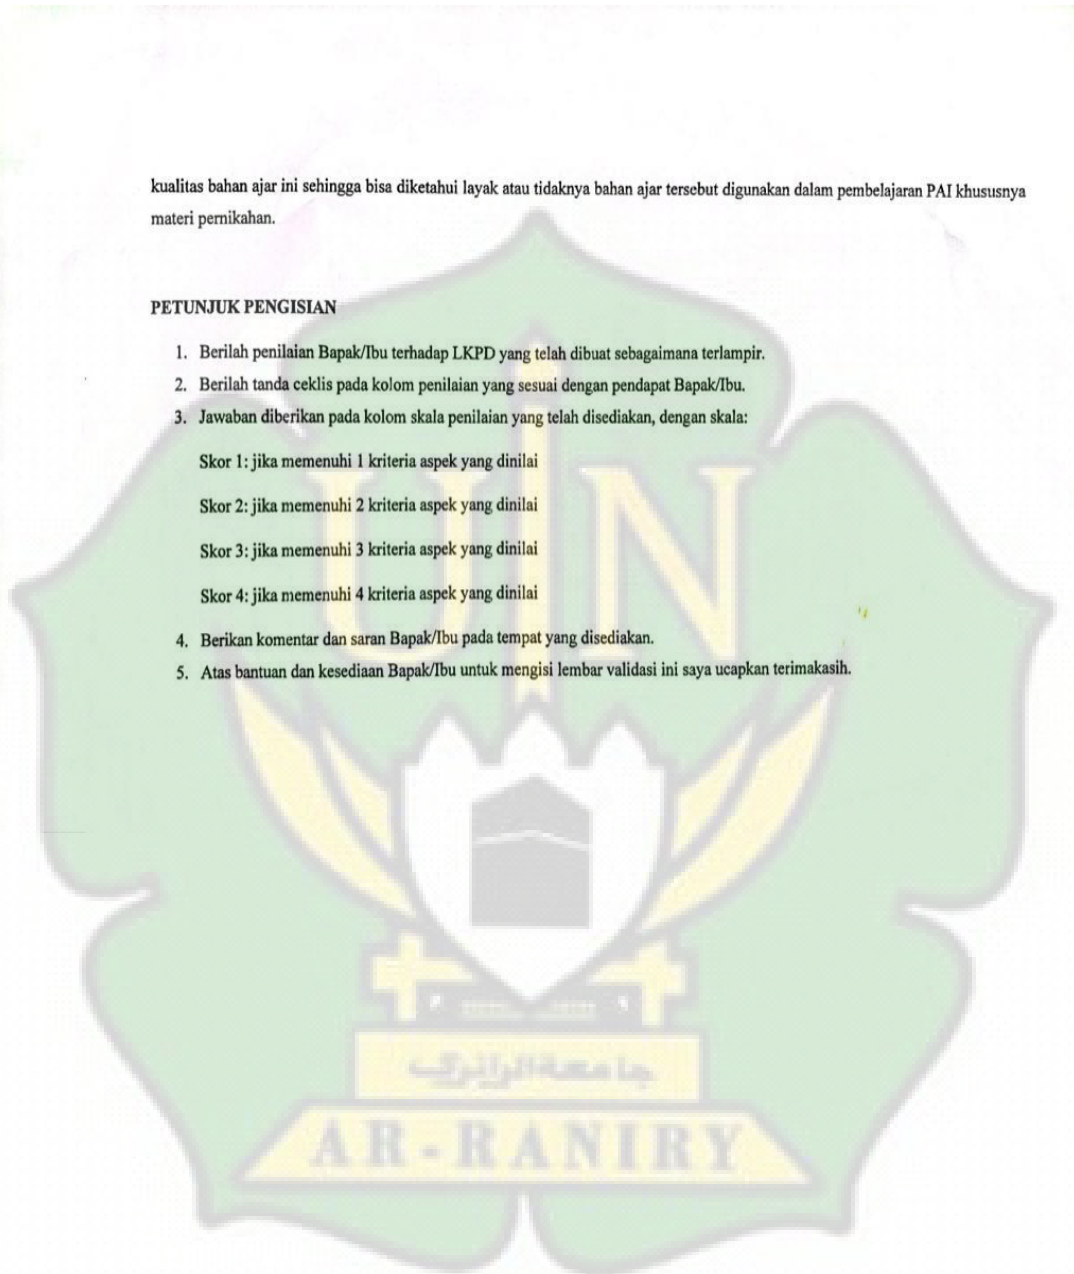 kualitas bahan ajar ini sehingga bisa diketahui layak atau tidaknya bahan ajar tersebut digunakan dalam pembelajaran PAI khususnya
materi pernikahan.
PETUNJUK PENGISIAN
1. Berilah penilaian Bapak/Ibu terhadap LKPD yang telah dibuat sebagaimana terlampir.
2. Berilah tanda ceklis pada kolom penilaian yang sesuai dengan pendapat Bapak/Ibu.
3. Jawaban diberikan pada kolom skala penilaian yang telah disediakan, dengan skala:
Skor 1: jika memenuhi 1 kriteria aspek yang dinilai
Skor 2: jika memenuhi 2 kriteria aspek yang dinilai
Skor 3: jika memenuhi 3 kriteria aspek yang dinilai
Skor 4: jika memenuhi 4 kriteria aspek yang dinilai
4. Berikan komentar dan saran Bapak/Ibu pada tempat yang disediakan.
5. Atas bantuan dan kesediaan Bapak/Ibu untuk mengisi lembar validasi ini saya ucapkan terimakasih.
UIN
جامعة الرانري
AR-RANIRY